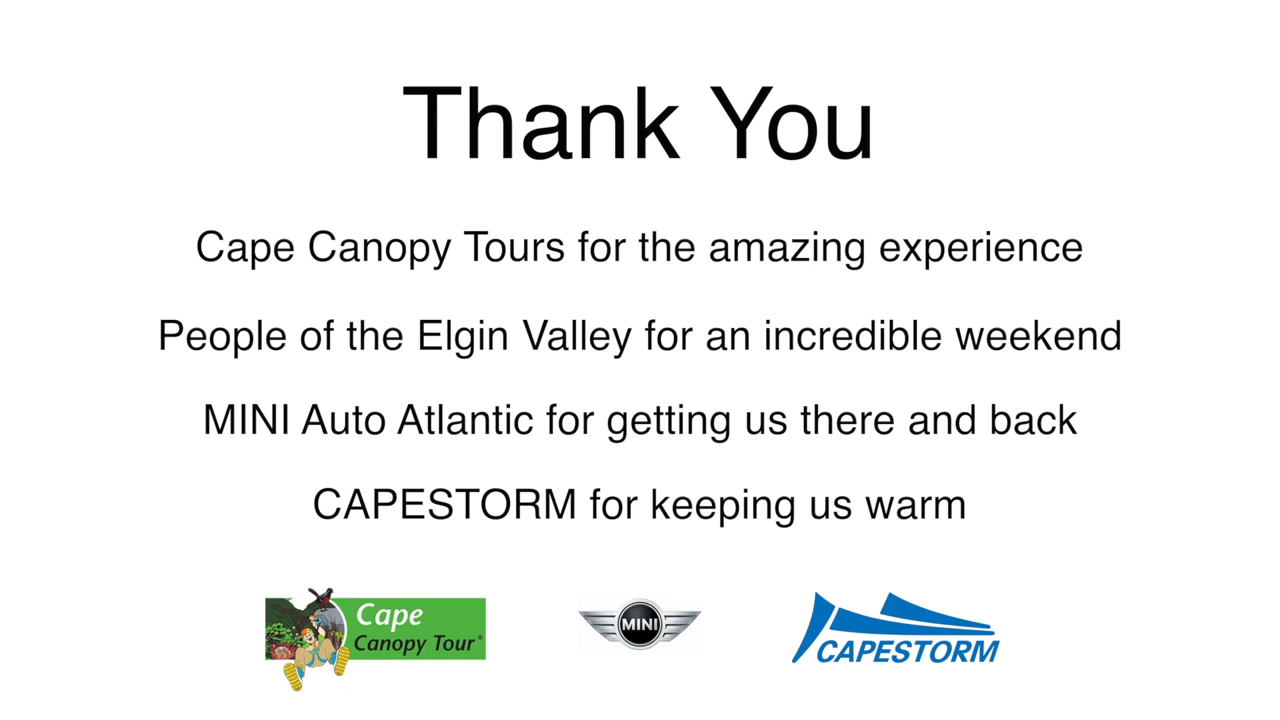 Thank You
Cape Canopy Tours for the amazing experience
People of the Elgin Valley for an incredible weekend
MINI Auto Atlantic for getting us there and back
CAPESTORM for keeping us warm
Cape
Canopy Tour®
MINI
CAPESTORM